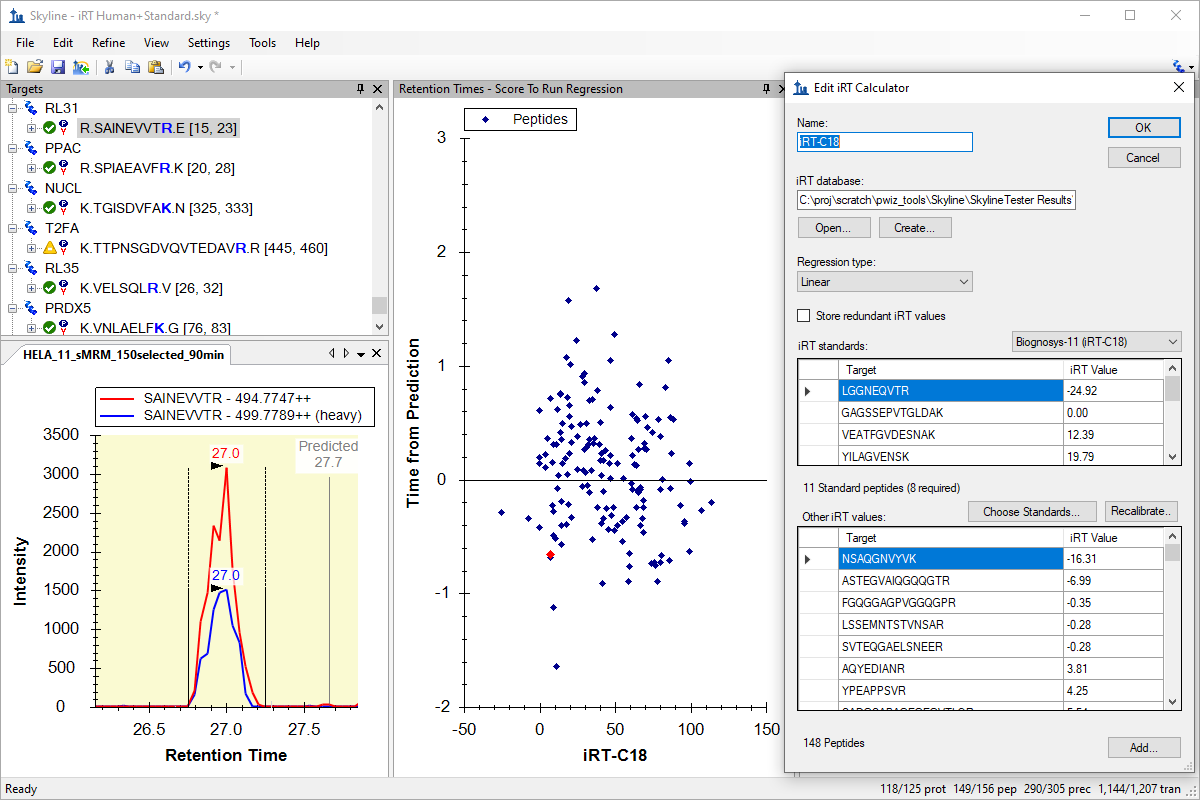 Skyline - iRT Human+Standard.sky *
File Edit Refine View Settings Tools Help
Targets
RL31
R.SAINEVVTR.E [15, 23]
PPAC
R.SPIAEAVFR.K [20, 28]
NUCL
K.TGISDVFAK.N [325, 333]
T2FA
K.TTPNSGDVQVTEDAVR.R [445, 460]
RL35
K.VELSQLR.V [26, 32]
PRDX5
K.VNLAELFK.G [76, 83]
HELA_11_sMRM_150selected_90min
SAINEVVTR - 494.7747++
SAINEVVTR - 499.7789++ (heavy)
3500
3000
2500
2000
1500
1000
500
0
Intensity
27.0
27.0
Predicted
27.7
26.5 27.0 27.5
Retention Time
Retention Times - Score To Run Regression
Peptides
3
2
1
0
-1
-2
Time from Prediction
-50 0 50 100 150
iRT-C18
Edit iRT Calculator
Name:
iRT-C18
OK
Cancel
iRT database:
C:\proj\scratch\pwiz_tools\Skyline\SkylineTester Results\
Open...
Create...
Regression type:
Linear
Store redundant iRT values
iRT standards:
Biognosys-11 (iRT-C18)
Target iRT Value
LGGNEQVTR -24.92
GAGSSEPVTGLDAK 0.00
VEATFGVDESNAK 12.39
YILAGVENSK 19.79
11 Standard peptides (8 required)
Other iRT values:
Choose Standards...
Recalibrate..
Target iRT Value
NSAQGNVYVK -16.31
ASTEGVAIQGQQGTR -6.99
FGQGGAGPVGGQGPR -0.35
LSSEMNTSTVNSAR -0.28
SVTEQGAELSNEER -0.28
AQYEDIANR 3.81
YPEAPPSVR 4.25
148 Peptides
Add...
Ready
118/125 prot 149/156 pep 290/305 prec 1,144/1,207 tran